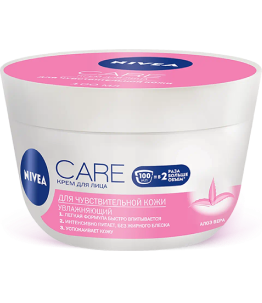 NIVEA
CARE
КРЕМ ДЛЯ ЛИЦА
100 мл
в 2 РАЗА БОЛЬШЕ ОБЪЕМ
ДЛЯ ЧУВСТВИТЕЛЬНОЙ КОЖИ
УВЛАЖНЯЮЩИЙ
1. ЛЕГКАЯ ФОРМУЛА БЫСТРО ВПИТЫВАЕТСЯ
2. ИНТЕНСИВНО ПИТАЕТ, БЕЗ ЖИРНОГО БЛЕСКА
3. УСПОКАИВАЕТ КОЖУ
АЛОЭ ВЕРА